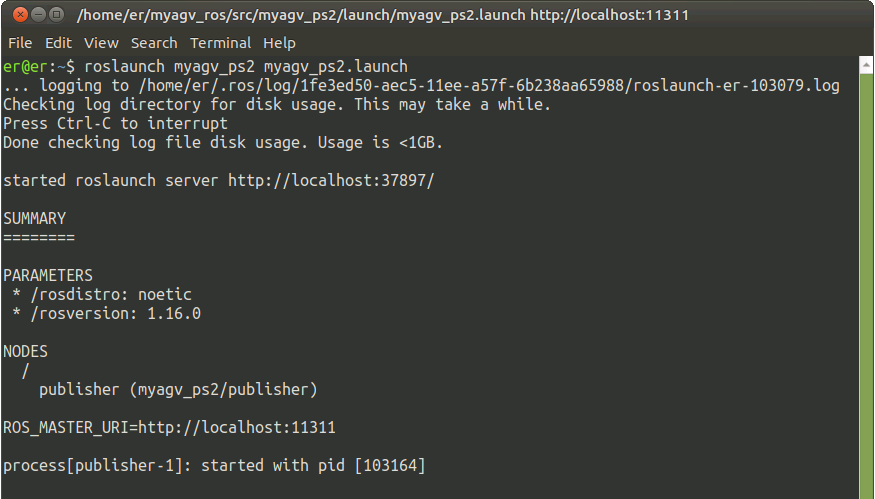 /home/er/myagv_ros/src/myagv_ps2/launch/myagv_ps2.launch http://localhost:11311
File Edit View Search Terminal Help
er@er:~$ roslaunch myagv_ps2 myagv_ps2.launch
... logging to /home/er/.ros/log/1fe3ed50-aec5-11ee-a57f-6b238aa65988/roslaunch-er-103079.log
Checking log directory for disk usage. This may take a while.
Press Ctrl-C to interrupt
Done checking log file disk usage. Usage is <1GB.
started roslaunch server http://localhost:37897/
SUMMARY
========
PARAMETERS
* /rosdistro: noetic
* /rosversion: 1.16.0
NODES
/
publisher (myagv_ps2/publisher)
ROS_MASTER_URI=http://localhost:11311
process[publisher-1]: started with pid [103164]